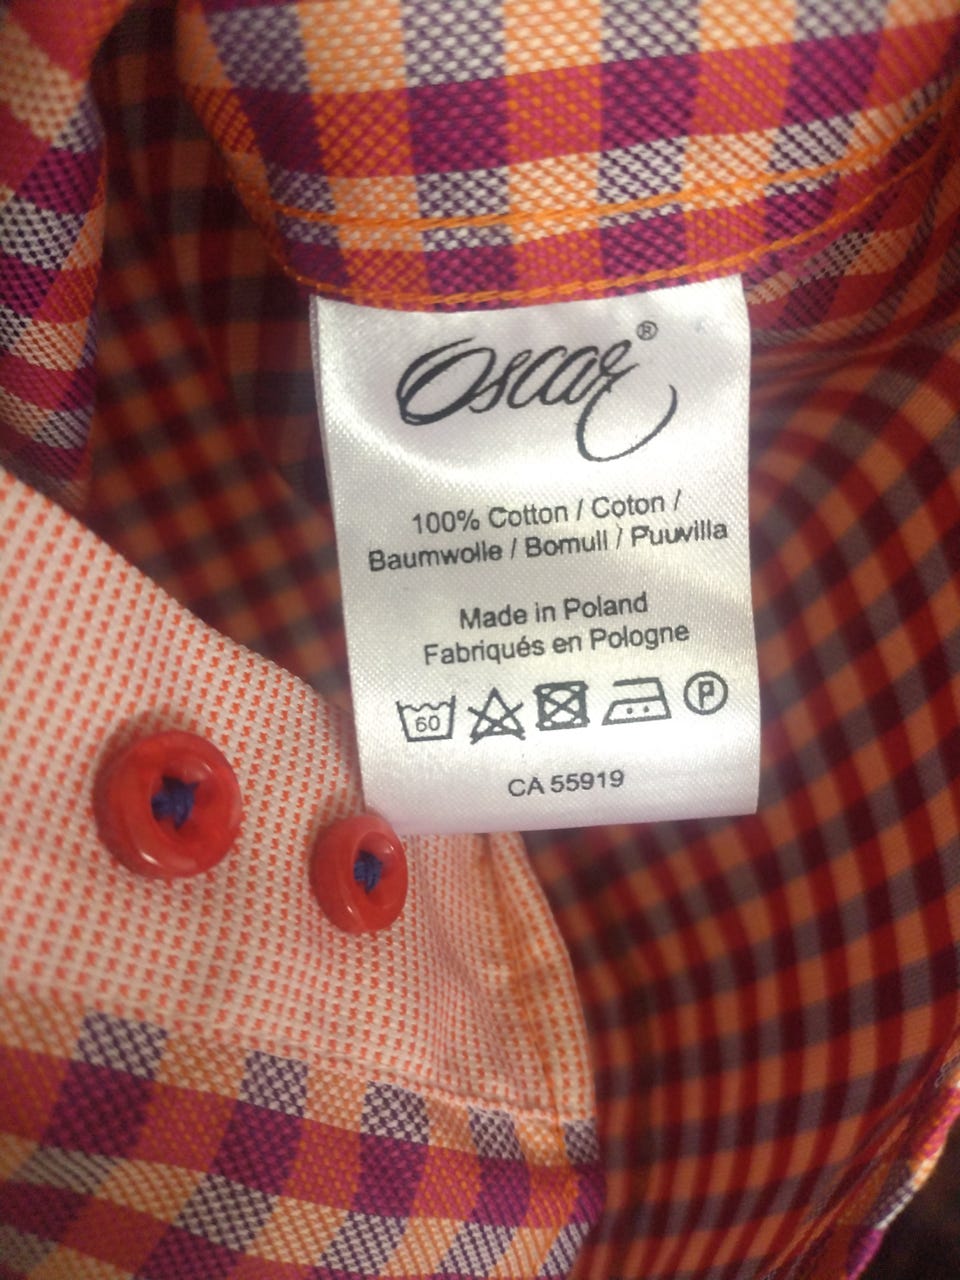 Oscar®
100% Cotton / Coton /
Baumwolle / Bomull / Puuvilla
Made in Poland
Fabriqués en Pologne
60 P
CA 55919